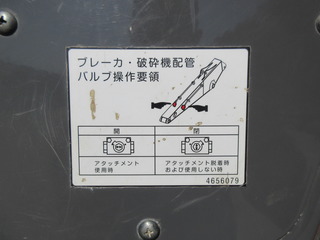 ブレーカ・破砕機配管
バルブ操作要領
開
閉
アタッチメント
使用時
アタッチメント脱着時
および使用しない時
4656079